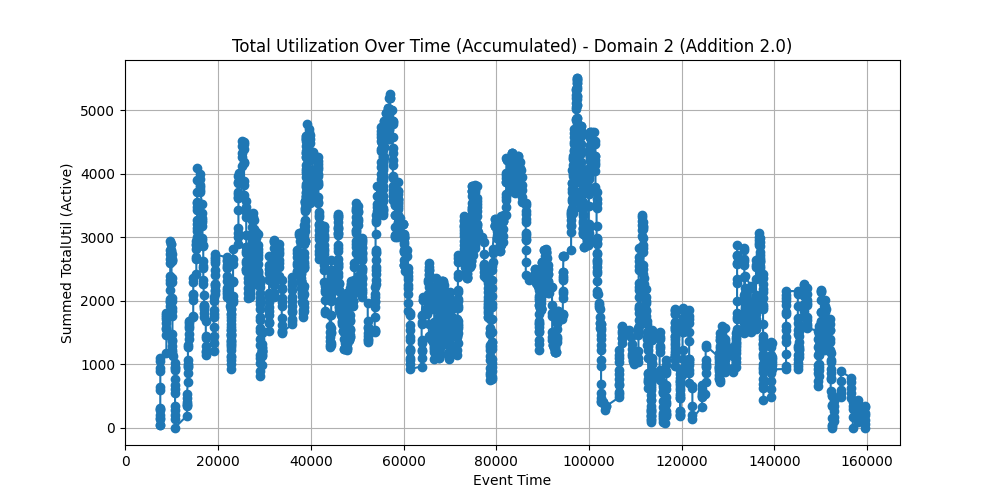 Total Utilization Over Time (Accumulated) - Domain 2 (Addition 2.0)
5000
4000
3000
2000
1000
0
Summed TotalUtil (Active)
0 20000 40000 60000 80000 100000 120000 140000 160000
Event Time